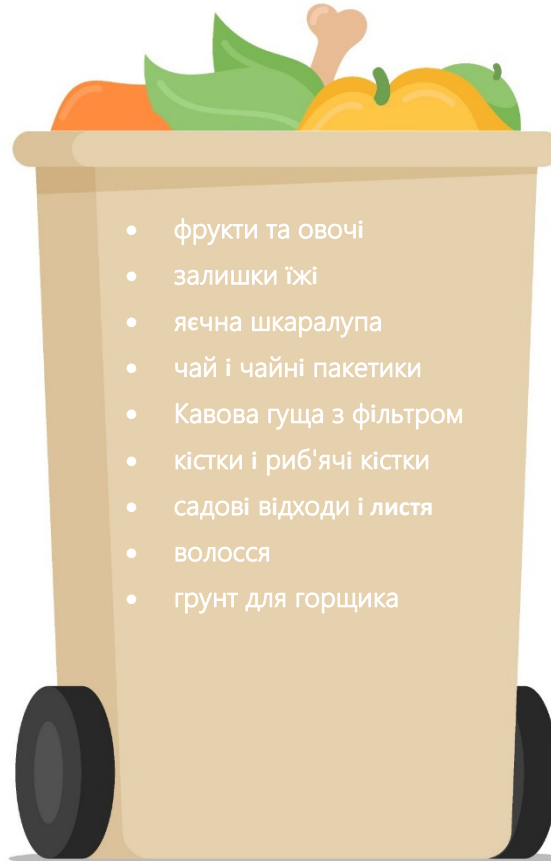 • фрукти та овочі
• залишки їжі
• яєчна шкаралупа
• чай і чайні пакетики
• Кавова гуща з фільтром
• кістки і риб'ячі кістки
• садові відходи і листя
• волосся
• грунт для горщика